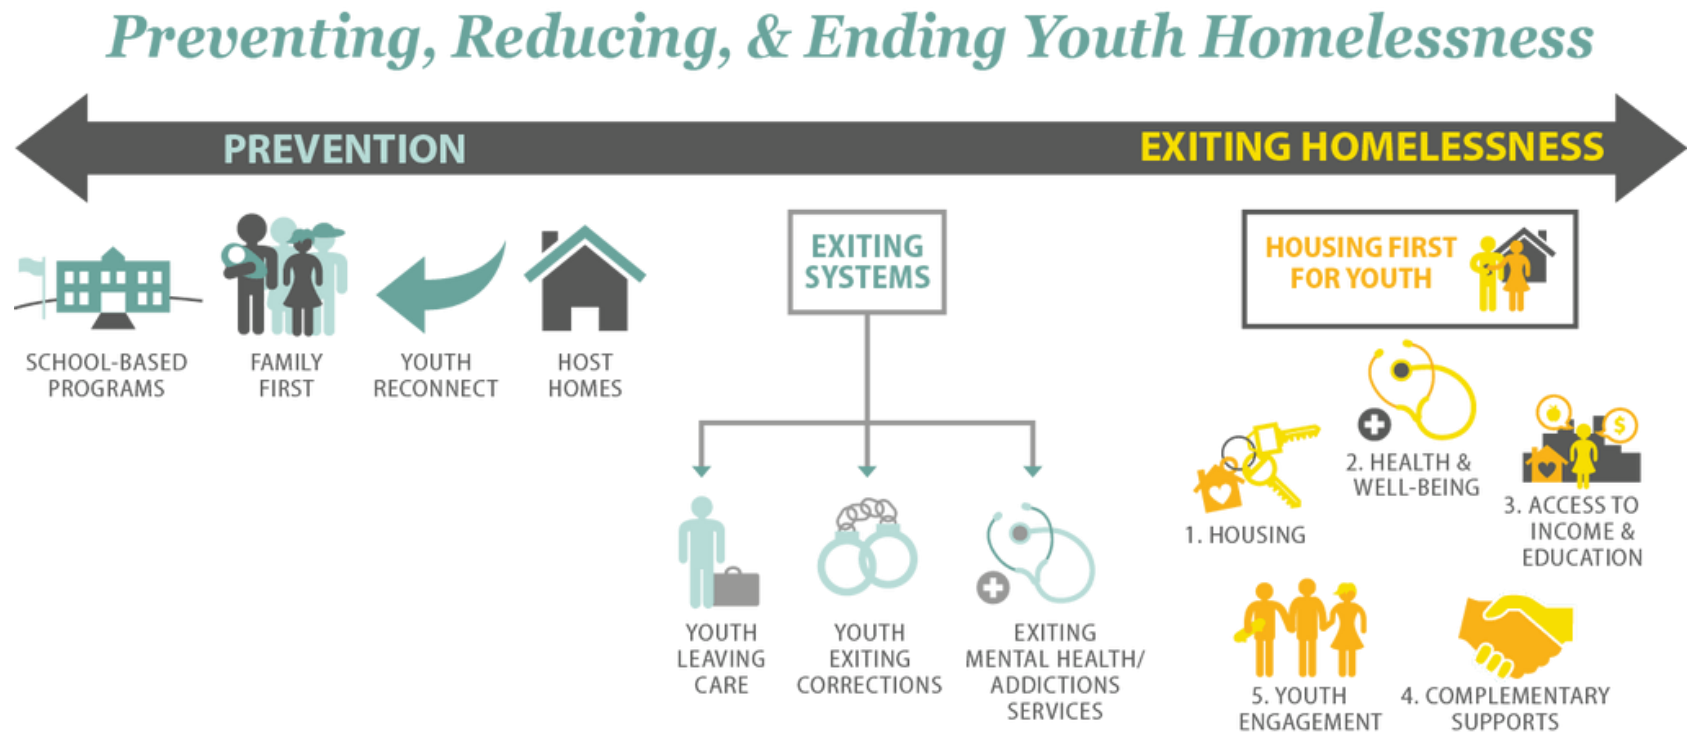 Preventing, Reducing, & Ending Youth Homelessness
PREVENTION
EXITING HOMELESSNESS
SCHOOL-BASED
PROGRAMS
FAMILY
FIRST
YOUTH
RECONNECT
HOST
HOMES
EXITING
SYSTEMS
YOUTH
LEAVING
CARE
YOUTH
EXITING
CORRECTIONS
EXITING
MENTAL HEALTH/
ADDICTIONS
SERVICES
HOUSING FIRST
FOR YOUTH
1. HOUSING
2. HEALTH &
WELL-BEING
$
3. ACCESS TO
INCOME &
EDUCATION
5. YOUTH
ENGAGEMENT
4. COMPLEMENTARY
SUPPORTS